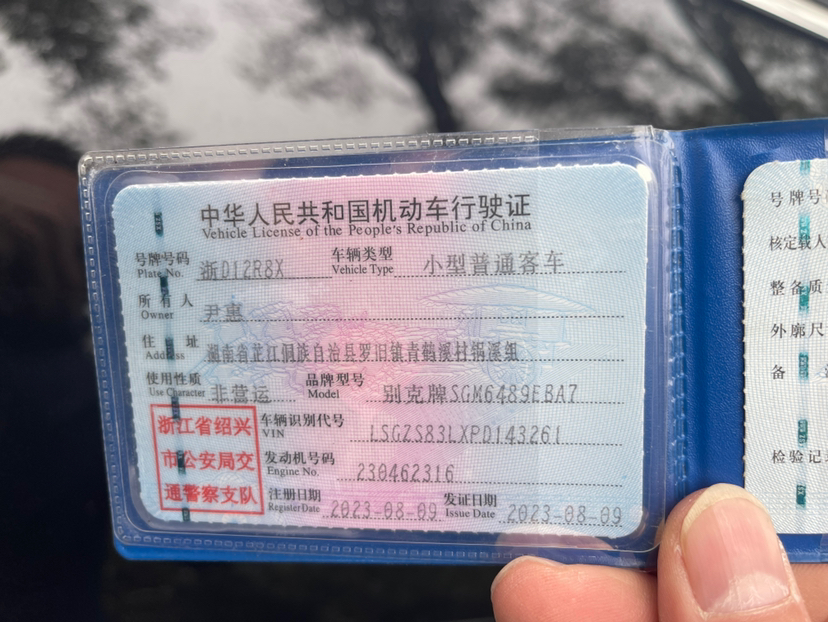 中华人民共和国机动车行驶证
Vehicle License of the People's Republic of China
号牌号码 浙D12R8X 车辆类型 小型普通客车
Plate No. Vehicle Type
所有人 尹惠
Owner
住址 湖南省芷江侗族自治县罗旧镇青鹤溪村锅溪组
Address
使用性质 非营运 品牌型号 别克牌SGM6489EBA7
Use Character Model
浙江省绍兴
市公安局交
通警察支队
车辆识别代号 LSGZS83LXPD143261
VIN
发动机号码 230462316
Engine No.
注册日期 2023-08-09 发证日期 2023-08-09
Register Date Issue Date
号牌号
核定载人
整备质
外廓尺
备
检验记